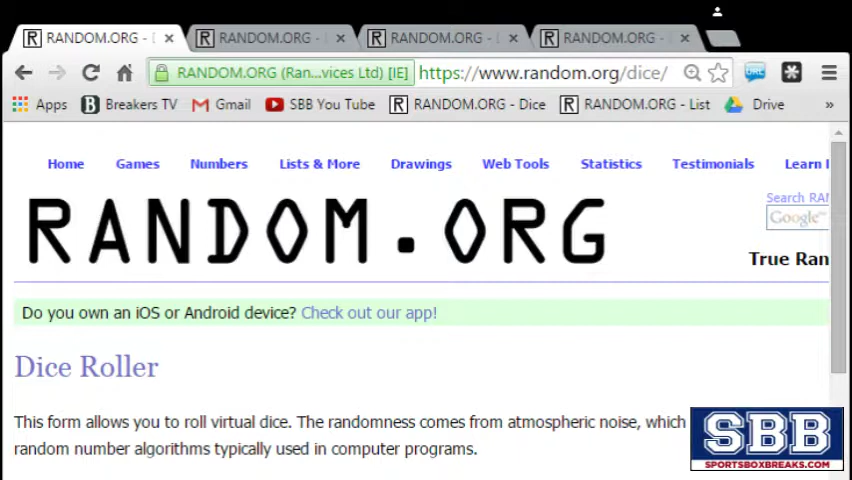 RANDOM.ORG - RANDOM.ORG - RANDOM.ORG - RANDOM.ORG -
RANDOM.ORG (Ran...vices Ltd) [IE] https://www.random.org/dice/
Apps Breakers TV Gmail SBB You Tube RANDOM.ORG - Dice RANDOM.ORG - List Drive »
Home Games Numbers Lists & More Drawings Web Tools Statistics Testimonials Learn
RANDOM.ORG
Search RAN
Google™
True Ran
Do you own an iOS or Android device? Check out our app!
Dice Roller
This form allows you to roll virtual dice. The randomness comes from atmospheric noise, which
random number algorithms typically used in computer programs.
SBB
SPORTSBOXBREAKS.COM